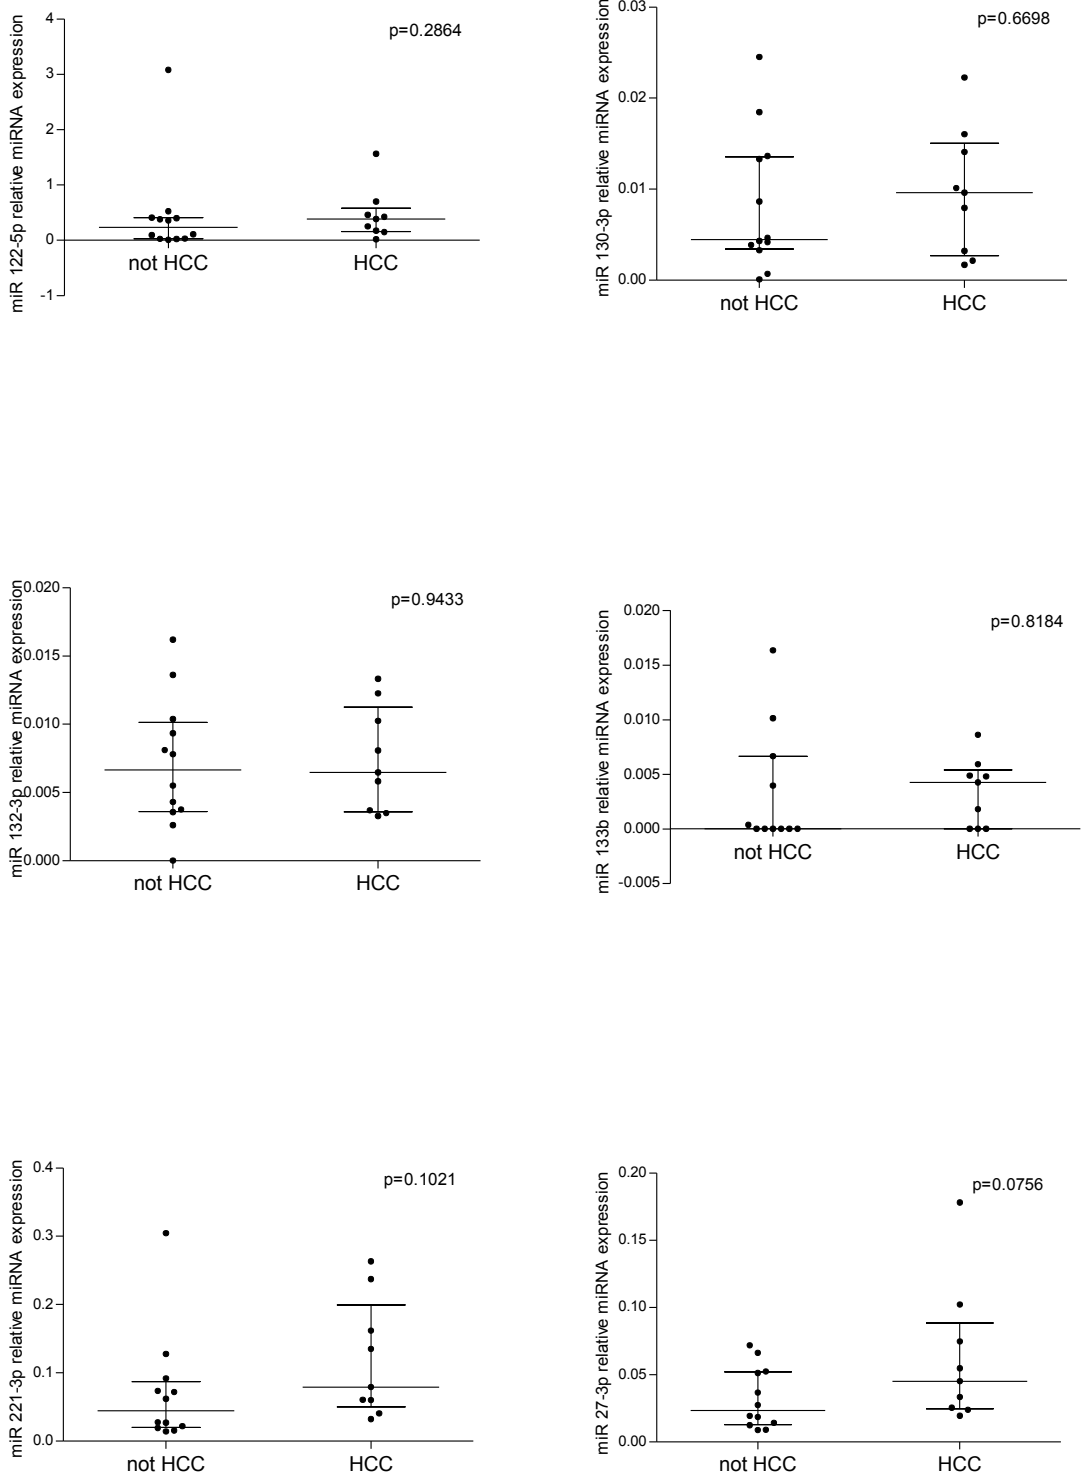 miR 122-5p relative miRNA expression
4
3
2
1
0
-1
p=0.2864
not HCC
HCC
miR 130-3p relative miRNA expression
0.03
0.02
0.01
0.00
p=0.6698
not HCC
HCC
miR 132-3p relative miRNA expression
0.020
0.015
0.010
0.005
0.000
p=0.9433
not HCC
HCC
miR 133b relative miRNA expression
0.020
0.015
0.010
0.005
0.000
-0.005
p=0.8184
not HCC
HCC
miR 221-3p relative miRNA expression
0.4
0.3
0.2
0.1
0.0
p=0.1021
not HCC
HCC
miR 27-3p relative miRNA expression
0.20
0.15
0.10
0.05
0.00
p=0.0756
not HCC
HCC